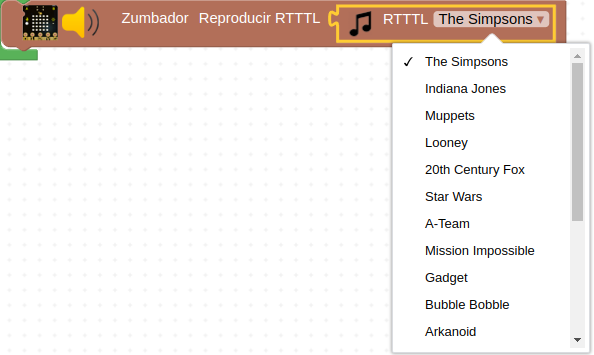 Zumbador Reproducir RTTTL RTTTL The Simpsons
The Simpsons
Indiana Jones
Muppets
Looney
20th Century Fox
Star Wars
A-Team
Mission Impossible
Gadget
Bubble Bobble
Arkanoid